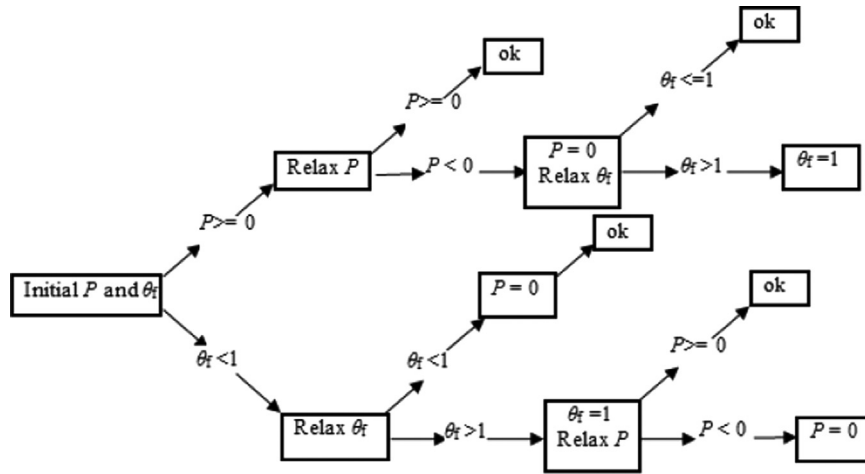 ok
ok
P>= 0
θf <=1
Relax P
P < 0
P = 0
Relax θf
θf >1
θf =1
P>= 0
ok
Initial P and θf
P = 0
ok
θf <1
θf <1
P>= 0
Relax θf
θf >1
θf =1
Relax P
P < 0
P = 0